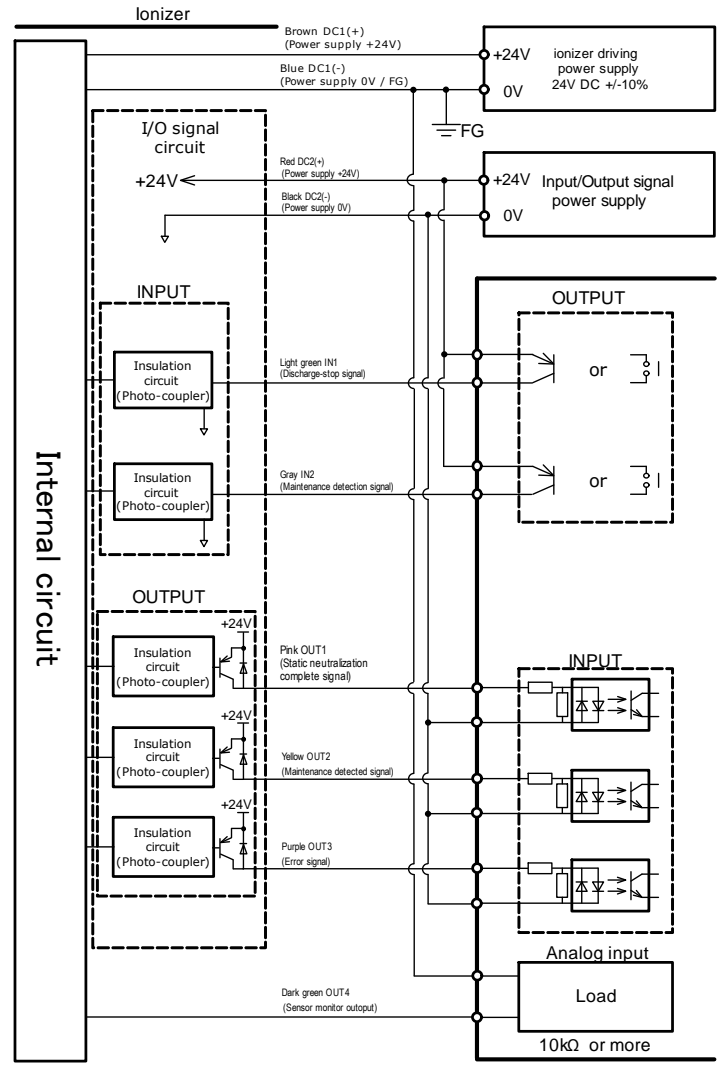 Ionizer
Brown DC1(+)
(Power supply +24V)
+24V
ionizer driving
power supply
24V DC +/-10%
Blue DC1(-)
(Power supply 0V / FG)
0V
FG
I/O signal
circuit
+24V
Red DC2(+)
(Power supply +24V)
+24V
Input/Output signal
power supply
Black DC2(-)
(Power supply 0V)
0V
INPUT
OUTPUT
Insulation
circuit
(Photo-coupler)
Light green IN1
(Discharge-stop signal)
or
Insulation
circuit
(Photo-coupler)
Gray IN2
(Maintenance detection signal)
or
Internal circuit
OUTPUT
+24V
Insulation
circuit
(Photo-coupler)
Pink OUT1
(Static neutralization
complete signal)
INPUT
+24V
Insulation
circuit
(Photo-coupler)
Yellow OUT2
(Maintenance detected signal)
+24V
Insulation
circuit
(Photo-coupler)
Purple OUT3
(Error signal)
Analog input
Load
Dark green OUT4
(Sensor monitor outoput)
10kΩ or more